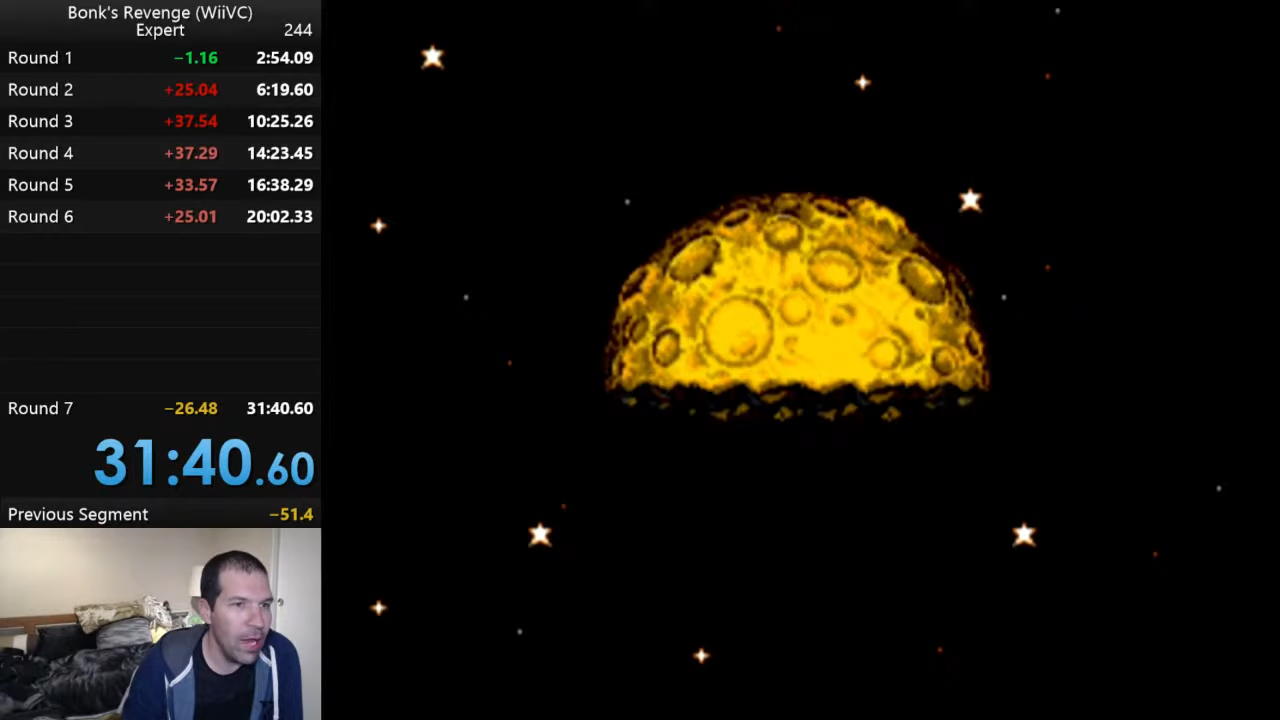 Bonk's Revenge (WiiVC)
Expert 244
Round 1 −1.16 2:54.09
Round 2 +25.04 6:19.60
Round 3 +37.54 10:25.26
Round 4 +37.29 14:23.45
Round 5 +33.57 16:38.29
Round 6 +25.01 20:02.33
Round 7 −26.48 31:40.60
31:40.60
Previous Segment −51.4